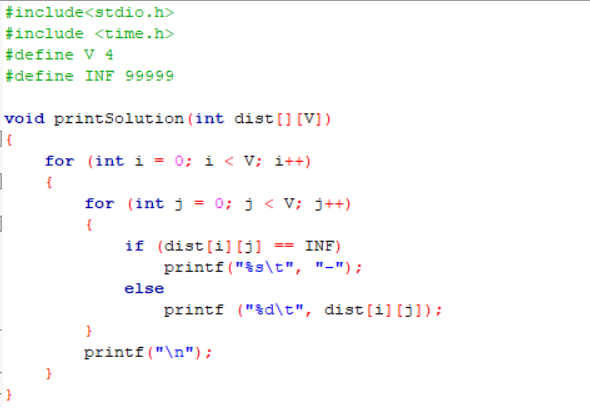 #include<stdio.h>
#include <time.h>
#define V 4
#define INF 99999

void printSolution(int dist[][V])
{
    for (int i = 0; i < V; i++)
    {
        for (int j = 0; j < V; j++)
        {
            if (dist[i][j] == INF)
                printf("%s\t", "-");
            else
                printf ("%d\t", dist[i][j]);
        }
        printf("\n");
    }
}